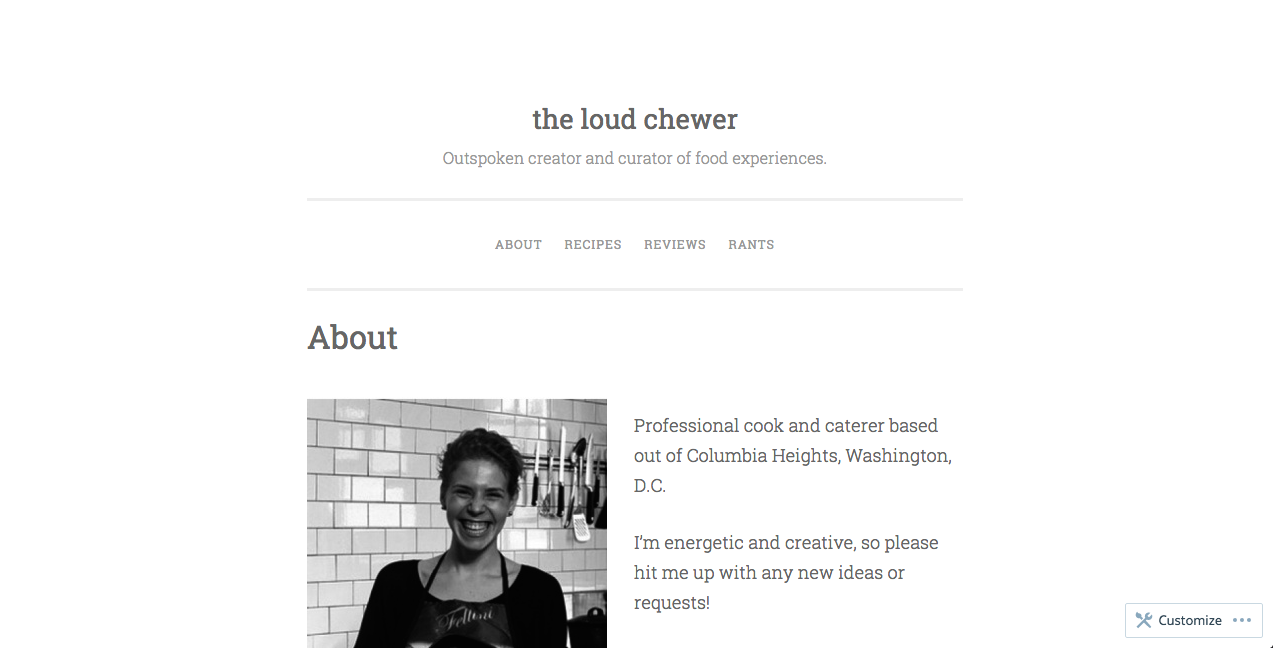 the loud chewer
Outspoken creator and curator of food experiences.
ABOUT RECIPES REVIEWS RANTS
About
Professional cook and caterer based
out of Columbia Heights, Washington,
D.C.
I’m energetic and creative, so please
hit me up with any new ideas or
requests!
Fellini
Customize